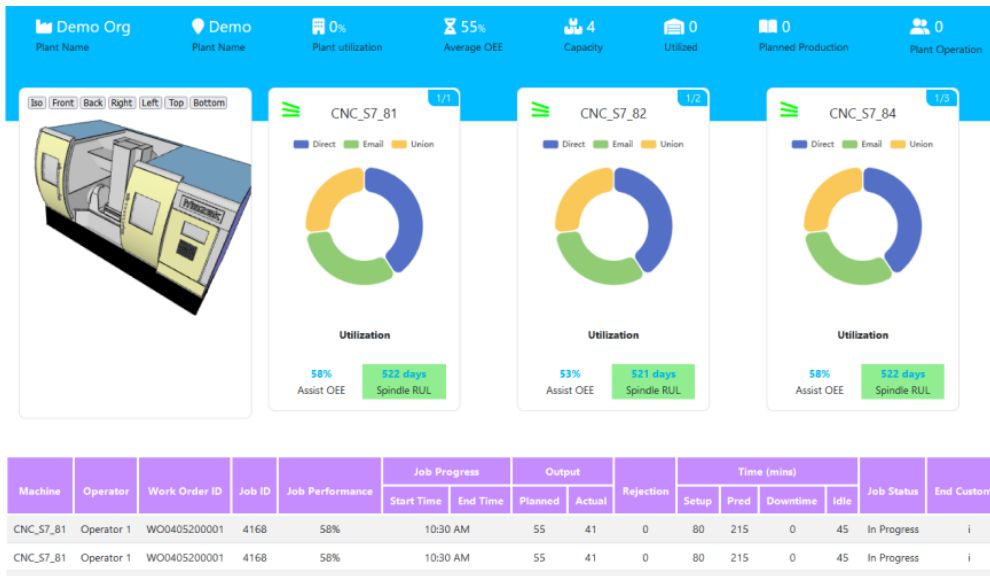 Demo Org Demo 0% 55% 4 0 0 0
Plant Name Plant Name Plant utilization Average OEE Capacity Utilized Planned Production Plant Operation
Iso Front Back Right Left Top Bottom
1/1
CNC_S7_81
Direct Email Union
Utilization
58% 522 days
Assist OEE Spindle RUL
1/2
CNC_S7_82
Direct Email Union
Utilization
53% 521 days
Assist OEE Spindle RUL
1/3
CNC_S7_84
Direct Email Union
Utilization
58% 522 days
Assist OEE Spindle RUL
Job Progress Output Time (mins)
Machine Operator Work Order ID Job ID Job Performance Rejection Job Status End Custom
Start Time End Time Planned Actual Setup Pred Downtime Idle
CNC_S7_81 Operator 1 WO0405200001 4168 58% 10:30 AM 55 41 0 80 215 0 45 In Progress i
CNC_S7_81 Operator 1 WO0405200001 4168 58% 10:30 AM 55 41 0 80 215 0 45 In Progress i